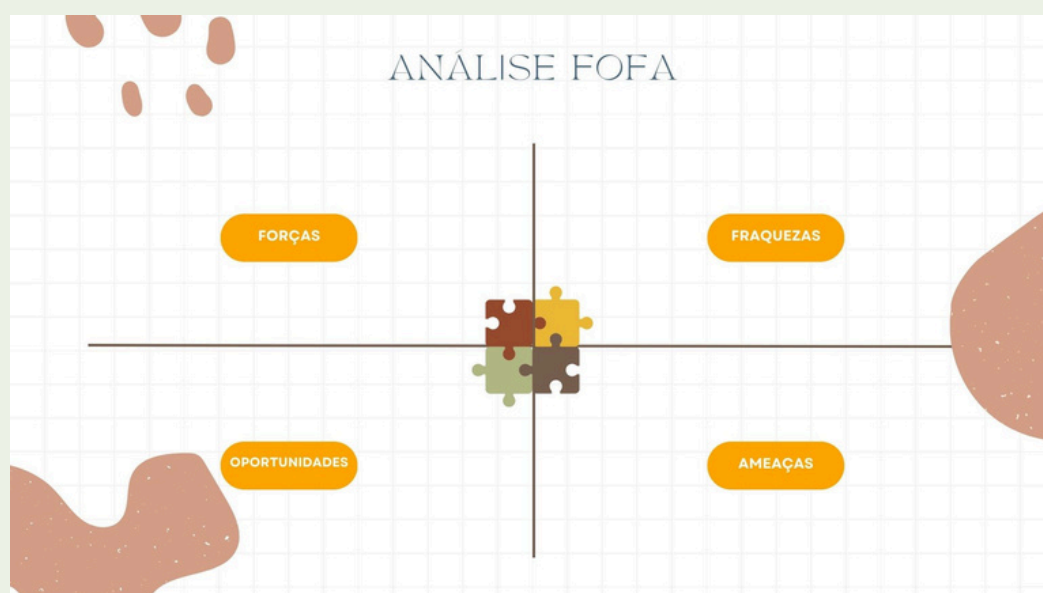 ANÁLISE FOFA
FORÇAS
FRAQUEZAS
OPORTUNIDADES
AMEAÇAS